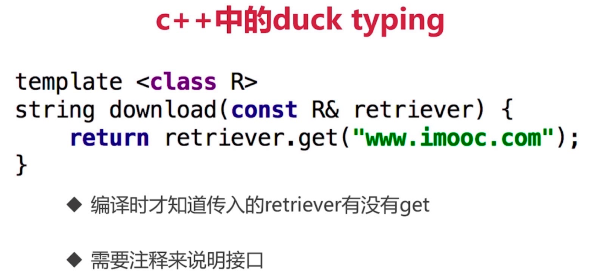 c++中的duck typing
template <class R>
string download(const R& retriever) {
    return retriever.get("www.imooc.com");
}
◆ 编译时才知道传入的retriever有没有get
◆ 需要注释来说明接口